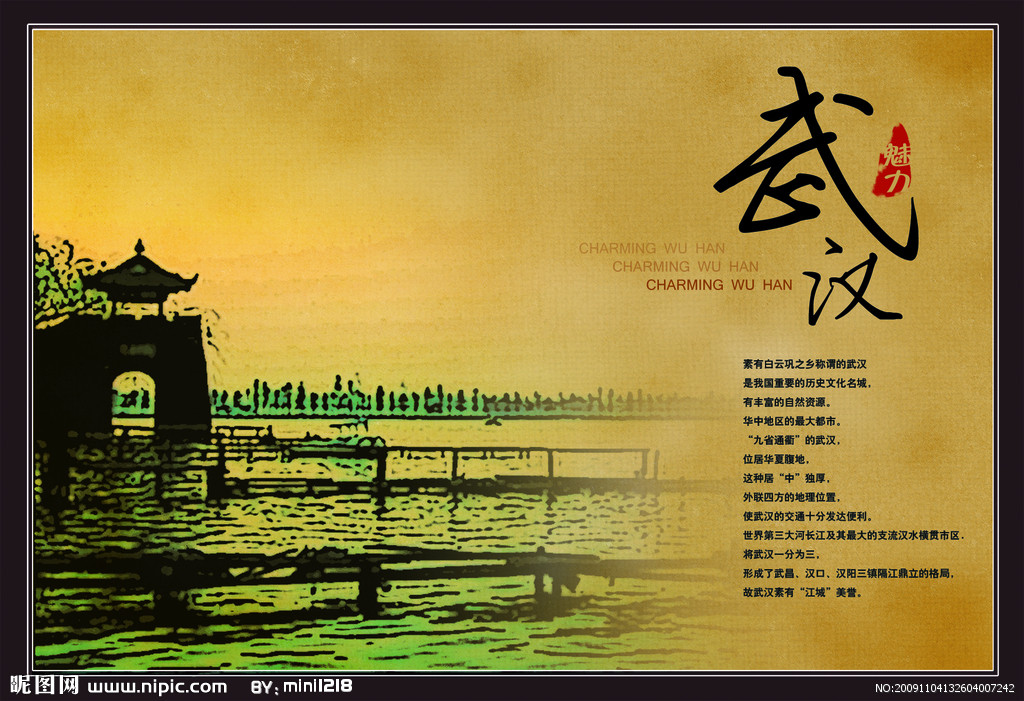 武汉
魅力
CHARMING WU HAN
CHARMING WU HAN
CHARMING WU HAN
素有白云巩之乡称谓的武汉
是我国重要的历史文化名城，
有丰富的自然资源。
华中地区的最大都市。
“九省通衢”的武汉，
位居华夏腹地，
这种居“中”独厚，
外联四方的地理位置，
使武汉的交通十分发达便利。
世界第三大河长江及其最大的支流汉水横贯市区．
将武汉一分为三，
形成了武昌、汉口、汉阳三镇隔江鼎立的格局，
故武汉素有“江城”美誉。
昵图网 www.nipic.com BY: mini1218
NO:20091104132604007242